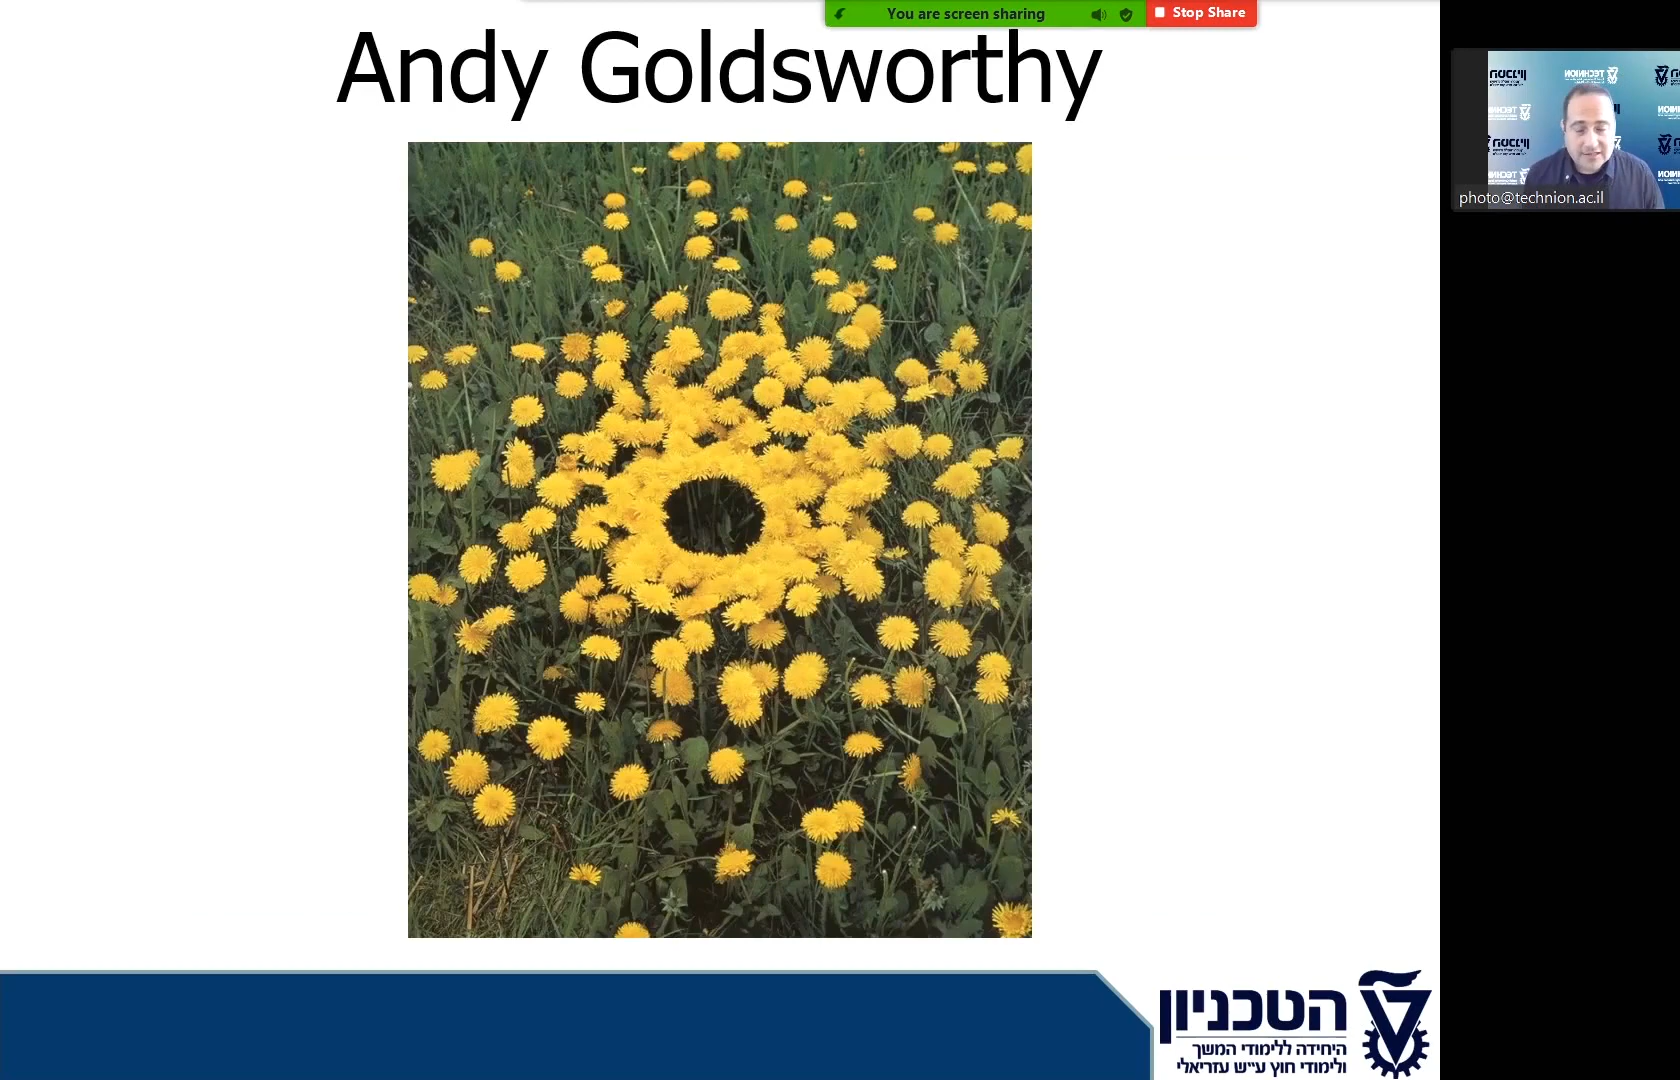 You are screen sharing
Stop Share
Andy Goldsworthy
photo@technion.ac.il
הטכניון
היחידה ללימודי המשך
ולימודי חוץ ע״ש עזריאלי